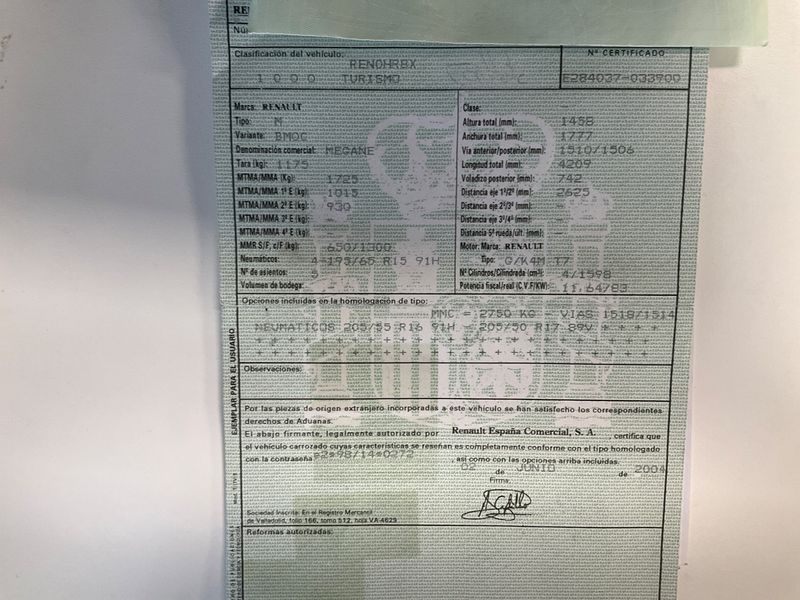 RE
Nú
Clasificación del vehículo: Nº CERTIFICADO
RENOHRBX
1000 TURISMO E284037-033900
Marca: RENAULT
Tipo: M
Variante: BM0C
Denominación comercial: MEGANE
Tara (kg): 1175
MTMA/MMA (Kg): 1725
MTMA/MMA 1º E (kg): 1015
MTMA/MMA 2º E (kg): 930
MTMA/MMA 3º E (kg): -
MTMA/MMA 4º E (kg): -
MMR S/F, c/F (kg): 650/1300
Neumáticos: 4-195/65 R15 91H
Nº de asientos: 5
Volumen de bodega: -
Clase: -
Altura total (mm): 1458
Anchura total (mm): 1777
Vía anterior/posterior (mm): 1510/1506
Longitud total (mm): 4209
Voladizo posterior (mm): 742
Distancia eje 1º/2º (mm): 2625
Distancia eje 2º/3º (mm): -
Distancia eje 3º/4º (mm): -
Distancia 5ª rueda/últ. (mm): -
Motor: Marca: RENAULT
Tipo: G/K4M T7
Nº Cilindros/Cilindrada (cm³): 4/1598
Potencia fiscal/real (C.V.F/KW): 11,64/83
Opciones incluidas en la homologación de tipo:
MMC = 2750 KG - VIAS 1518/1514
NEUMATICOS 205/55 R16 91H - 205/50 R17 89V + + + +
+ + + + + + + + + + + + + + + + + + +
+ + + + + + + + + + + + + + + + + + +
Observaciones:
Por las piezas de origen extranjero incorporadas a este vehículo se han satisfecho los correspondientes
derechos de Aduanas.
El abajo firmante, legalmente autorizado por Renault España Comercial, S. A. certifica que
el vehículo carrozado cuyas características se reseñan es completamente conforme con el tipo homologado
con la contraseña e2*98/14*0272 , así como con las opciones arriba incluidas.
02 de JUNIO de 2004
Firma,
Sociedad Inscrita: En el Registro Mercantil
de Valladolid, folio 166, tomo 512, hoja VA-4629
Reformas autorizadas:
EJEMPLAR PARA EL USUARIO